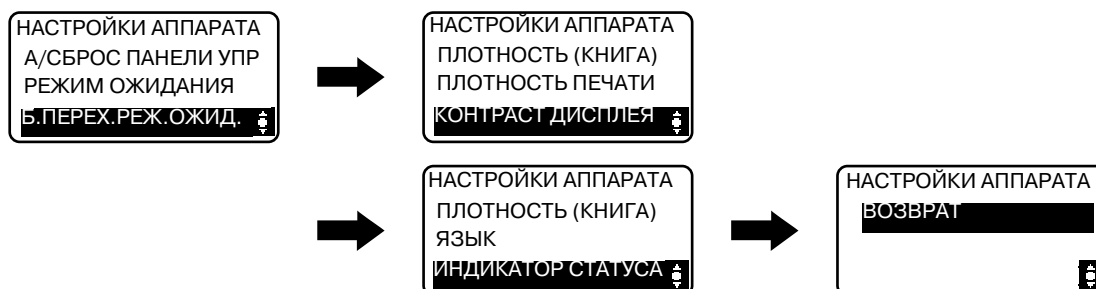 НАСТРОЙКИ АППАРАТА
А/СБРОС ПАНЕЛИ УПР
РЕЖИМ ОЖИДАНИЯ
Б.ПЕРЕХ.РЕЖ.ОЖИД.
НАСТРОЙКИ АППАРАТА
ПЛОТНОСТЬ (КНИГА)
ПЛОТНОСТЬ ПЕЧАТИ
КОНТРАСТ ДИСПЛЕЯ
НАСТРОЙКИ АППАРАТА
ПЛОТНОСТЬ (КНИГА)
ЯЗЫК
ИНДИКАТОР СТАТУСА
НАСТРОЙКИ АППАРАТА
ВОЗВРАТ